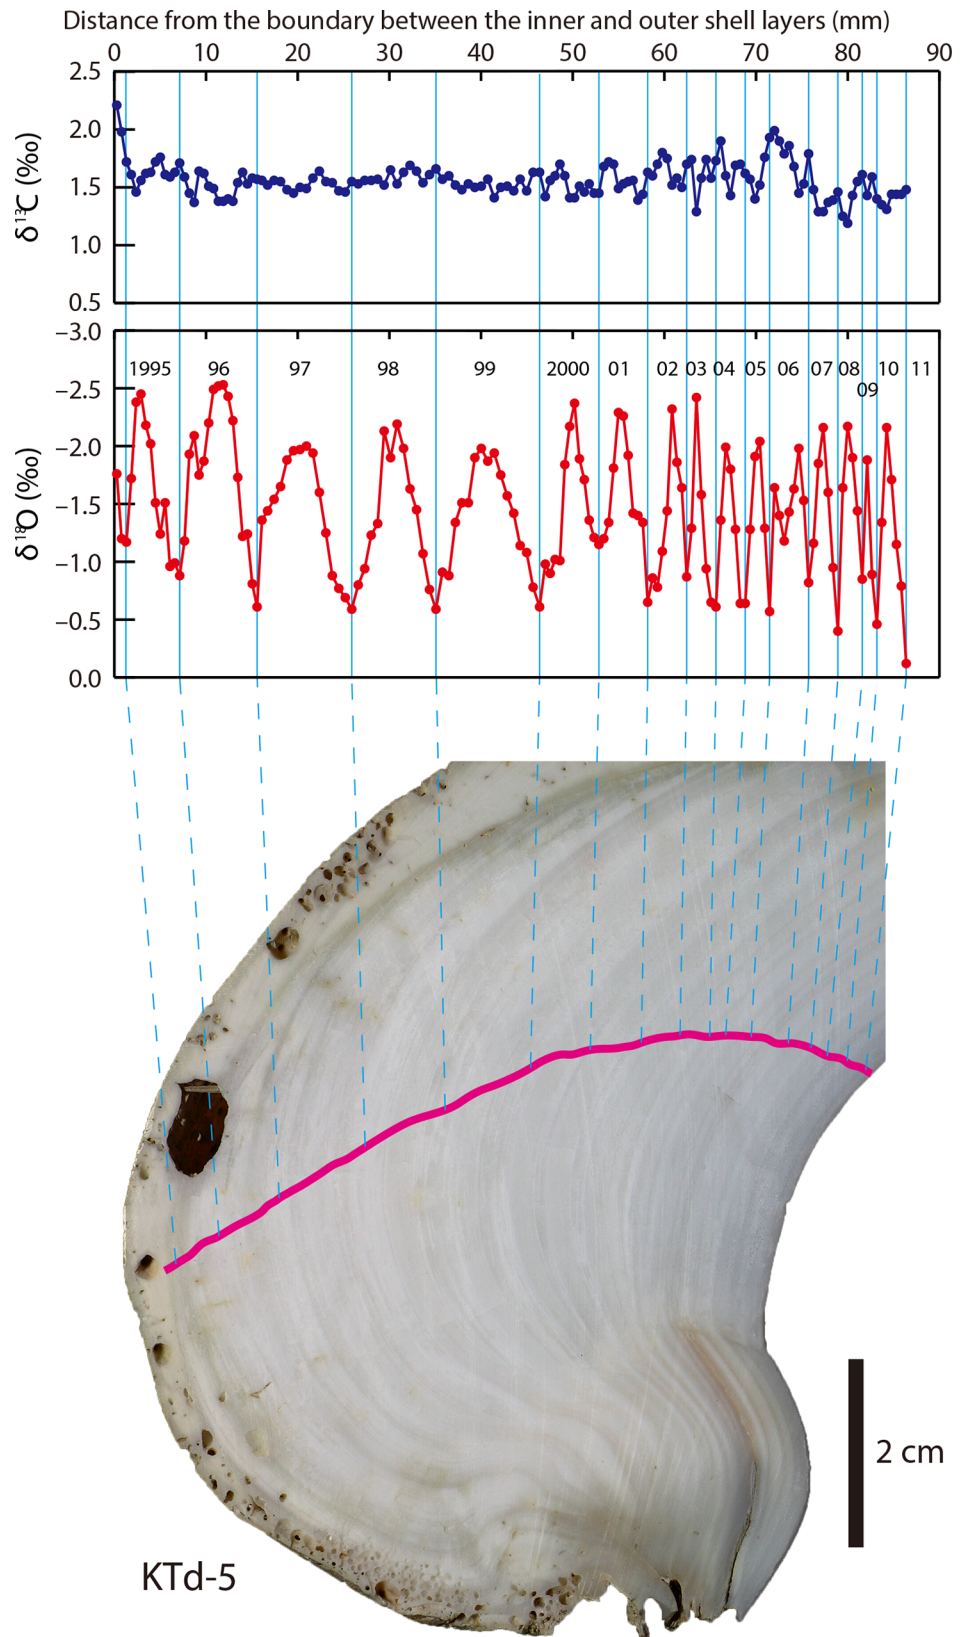 Distance from the boundary between the inner and outer shell layers (mm)
0 10 20 30 40 50 60 70 80 90
2.5
2.0
1.5
1.0
0.5
δ¹³C (‰)
−3.0
−2.5
−2.0
−1.5
−1.0
−0.5
0.0
δ¹⁸O (‰)
1995 96 97 98 99 2000 01 02 03 04 05 06 07 08 09 10 11
2 cm
KTd-5